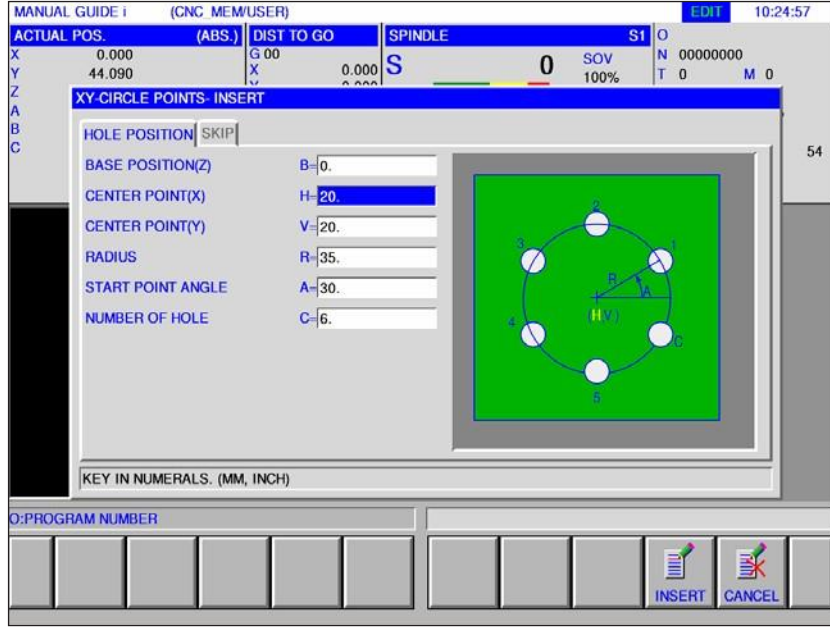 MANUAL GUIDE i (CNC_MEM/USER) EDIT 10:24:57
ACTUAL POS. (ABS.) DIST TO GO SPINDLE S1 O
X 0.000 G 00 S 0 SOV N 00000000
Y 44.090 X 0.000 100% T 0 M 0
Z
A
B
C 54
XY-CIRCLE POINTS- INSERT
HOLE POSITION SKIP
BASE POSITION(Z) B= 0.
CENTER POINT(X) H= 20.
CENTER POINT(Y) V= 20.
RADIUS R= 35.
START POINT ANGLE A= 30.
NUMBER OF HOLE C= 6.
2
3 1
R A
(H,V)
4 C
5
KEY IN NUMERALS. (MM, INCH)
O:PROGRAM NUMBER
INSERT CANCEL